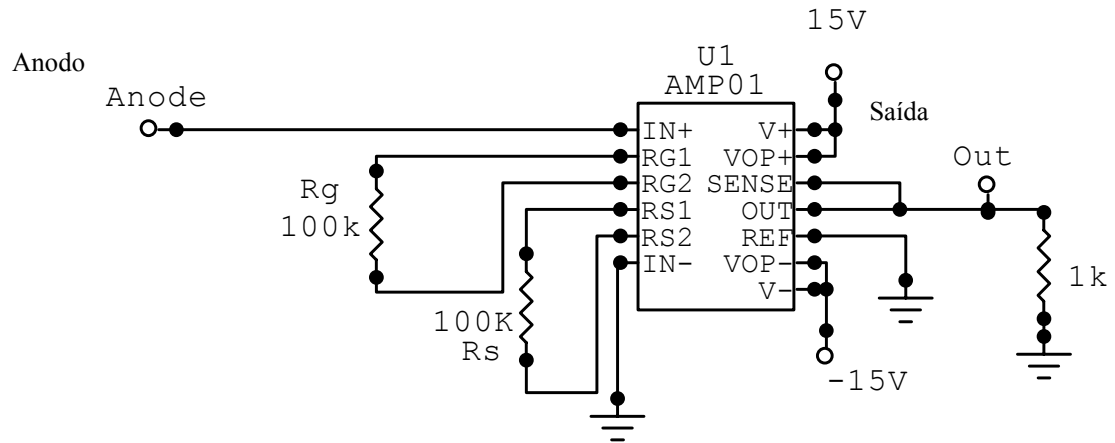 15V
Anodo
U1
AMP01
Anode
Saída
IN+
V+
RG1
VOP+
Out
Rg
RG2
SENSE
100k
RS1
OUT
RS2
REF
IN-
VOP-
V-
1k
100K
Rs
-15V